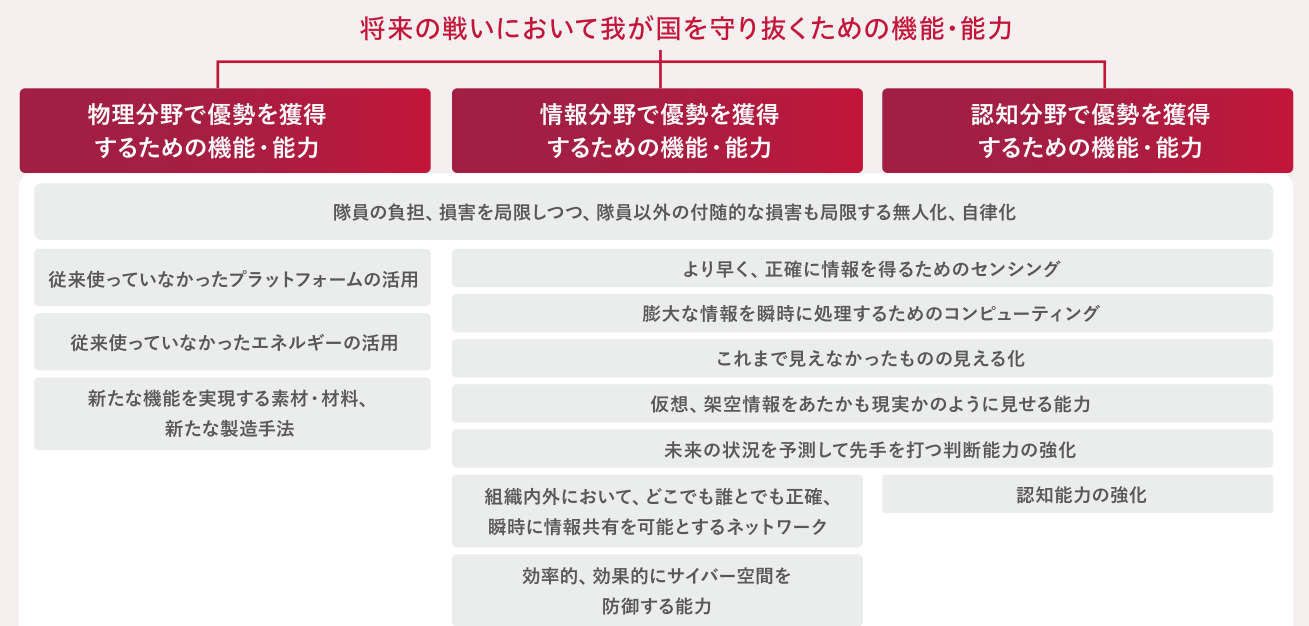 将来の戦いにおいて我が国を守り抜くための機能・能力
物理分野で優勢を獲得
するための機能・能力
情報分野で優勢を獲得
するための機能・能力
認知分野で優勢を獲得
するための機能・能力
隊員の負担、損害を局限しつつ、隊員以外の付随的な損害も局限する無人化、自律化
従来使っていなかったプラットフォームの活用
従来使っていなかったエネルギーの活用
新たな機能を実現する素材・材料、
新たな製造手法
より早く、正確に情報を得るためのセンシング
膨大な情報を瞬時に処理するためのコンピューティング
これまで見えなかったものの見える化
仮想、架空情報をあたかも現実かのように見せる能力
未来の状況を予測して先手を打つ判断能力の強化
組織内外において、どこでも誰とでも正確、
瞬時に情報共有を可能とするネットワーク
効率的、効果的にサイバー空間を
防御する能力
認知能力の強化